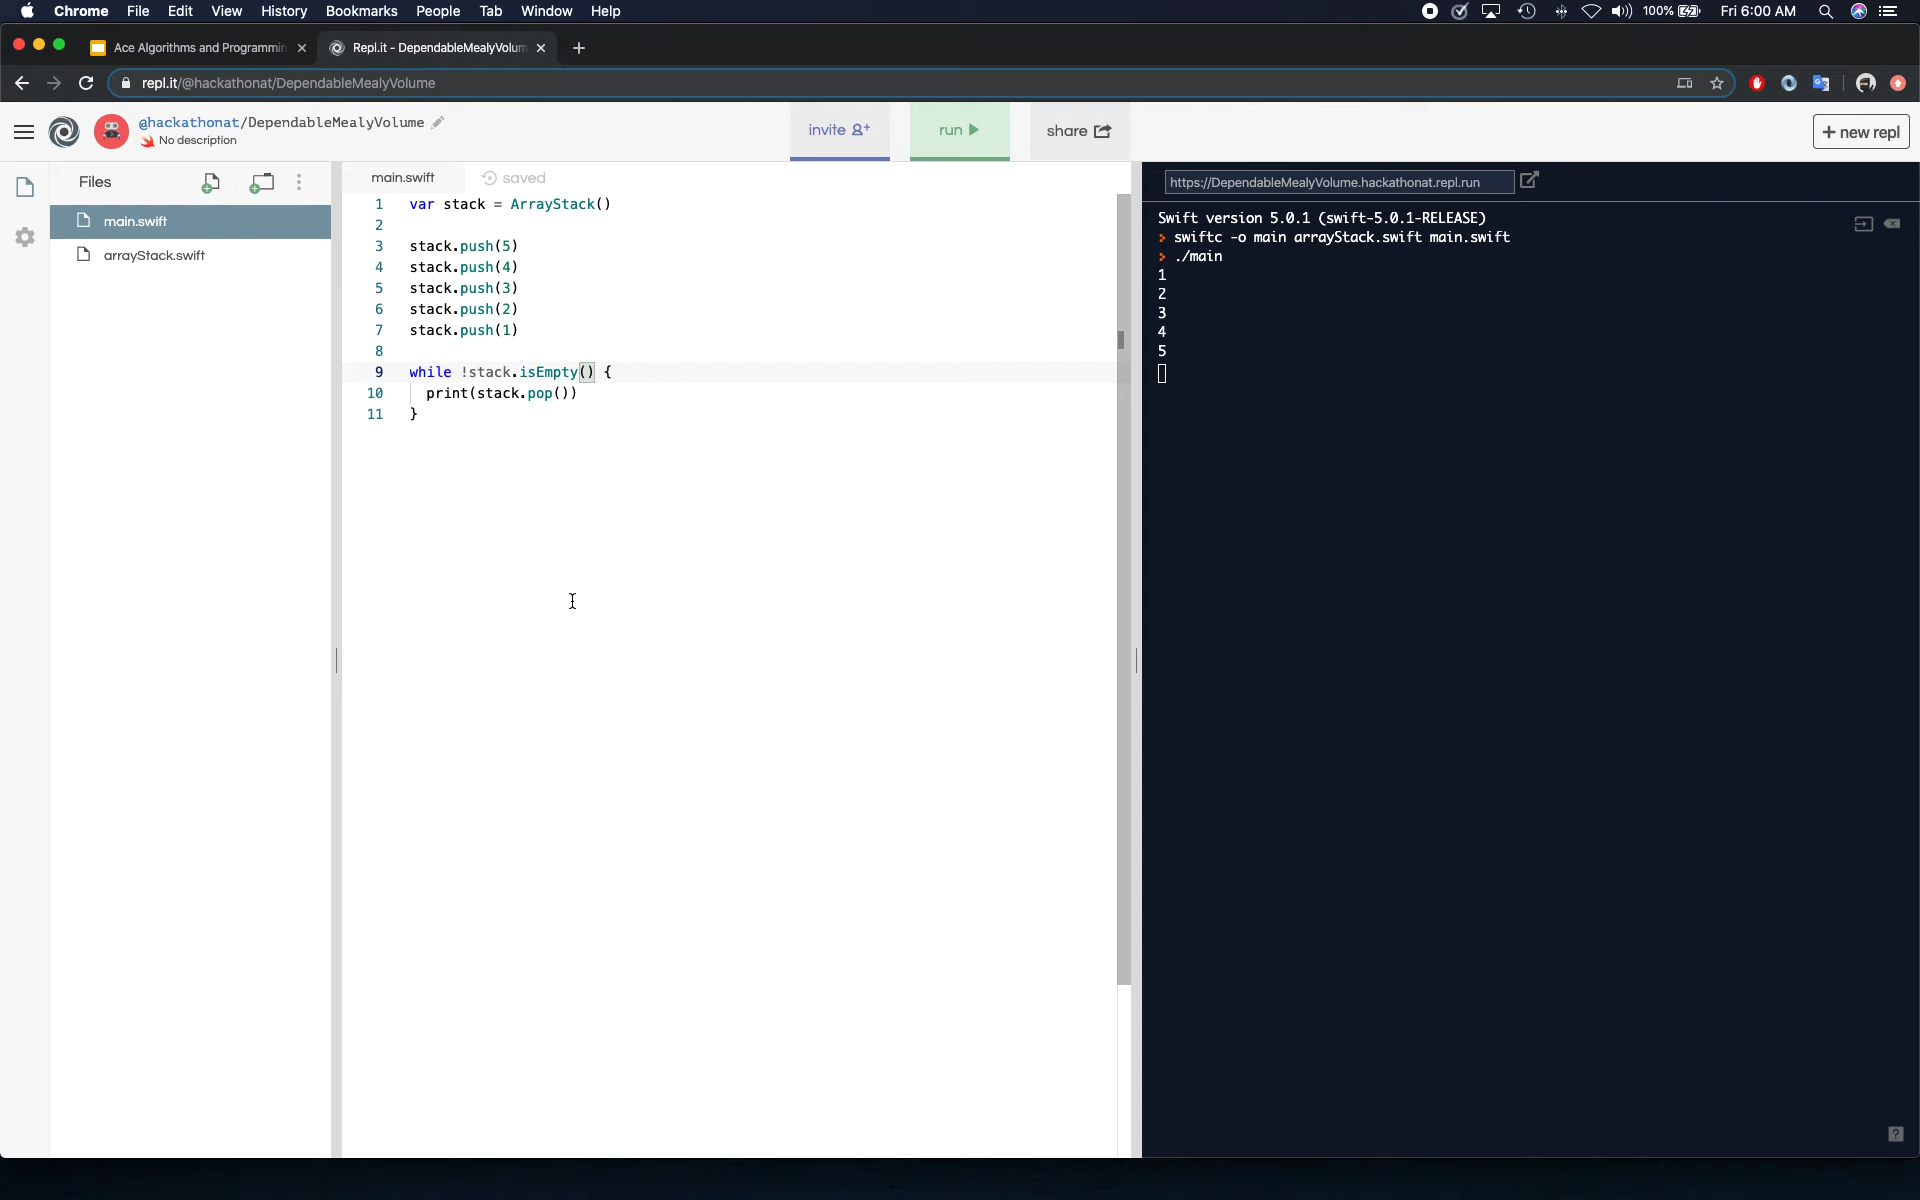 Chrome File Edit View History Bookmarks People Tab Window Help 100% Fri 6:00 AM
Ace Algorithms and Programmin Repl.it - DependableMealyVolum
repl.it/@hackathonat/DependableMealyVolume
@hackathonat/DependableMealyVolume
No description
invite
run
share
+ new repl
Files
main.swift
arrayStack.swift
main.swift saved
1 var stack = ArrayStack()
2
3 stack.push(5)
4 stack.push(4)
5 stack.push(3)
6 stack.push(2)
7 stack.push(1)
8
9 while !stack.isEmpty() {
10 print(stack.pop())
11 }
https://DependableMealyVolume.hackathonat.repl.run
Swift version 5.0.1 (swift-5.0.1-RELEASE)
swiftc -o main arrayStack.swift main.swift
./main
1
2
3
4
5
?